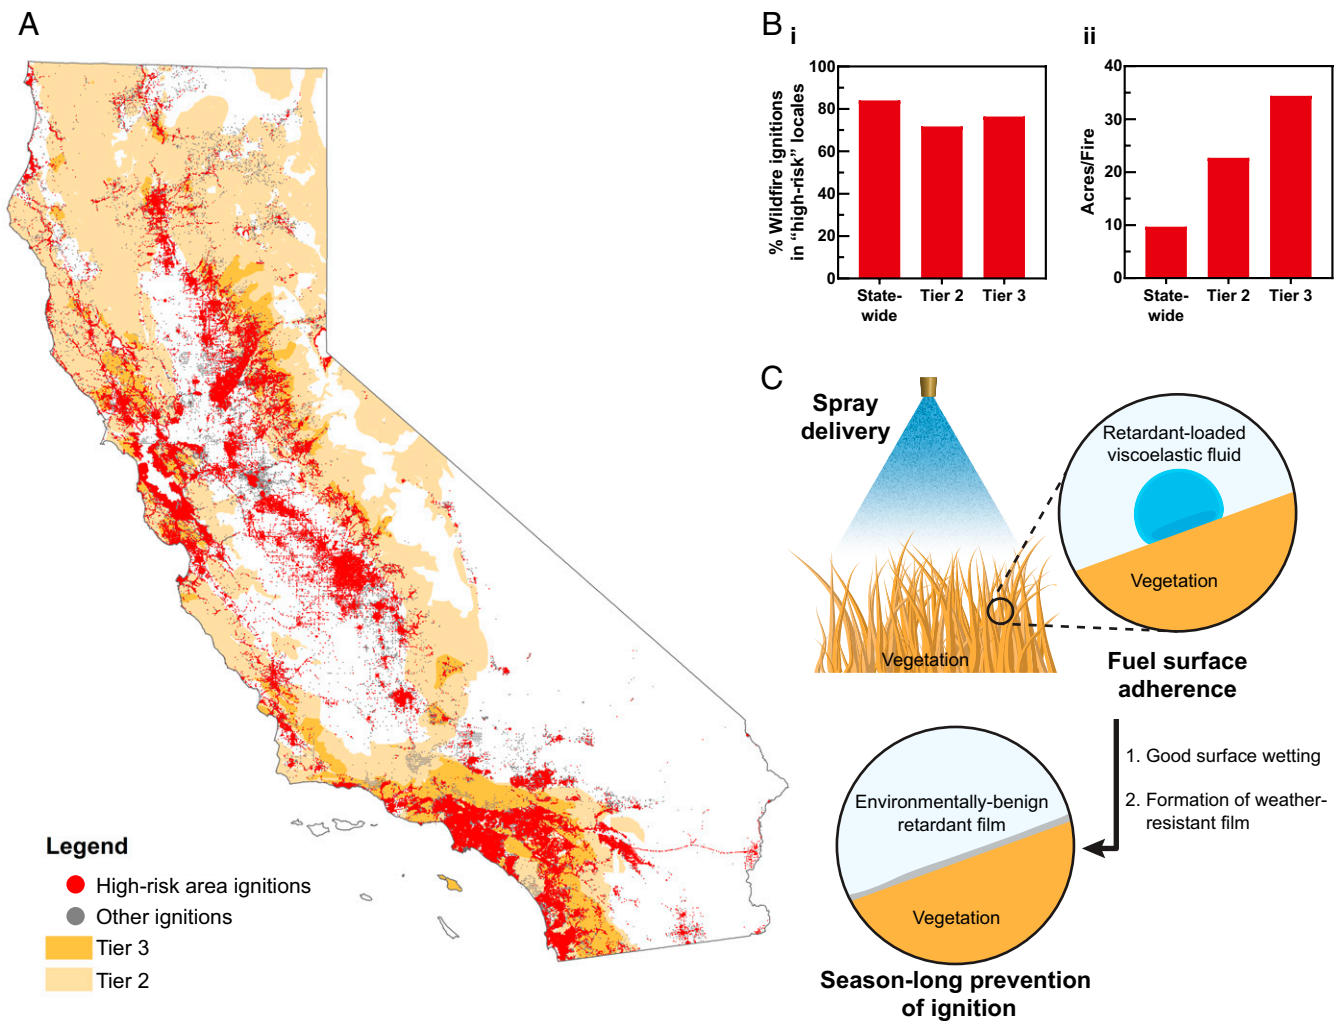 A
Legend
High-risk area ignitions
Other ignitions
Tier 3
Tier 2
B
i
% Wildfire ignitions
in “high-risk” locales
100
80
60
40
20
0
State-
wide
Tier 2
Tier 3
ii
Acres/Fire
40
30
20
10
0
State-
wide
Tier 2
Tier 3
C
Spray
delivery
Vegetation
Retardant-loaded
viscoelastic fluid
Vegetation
Fuel surface
adherence
1. Good surface wetting
2. Formation of weather-
resistant film
Environmentally-benign
retardant film
Vegetation
Season-long prevention
of ignition